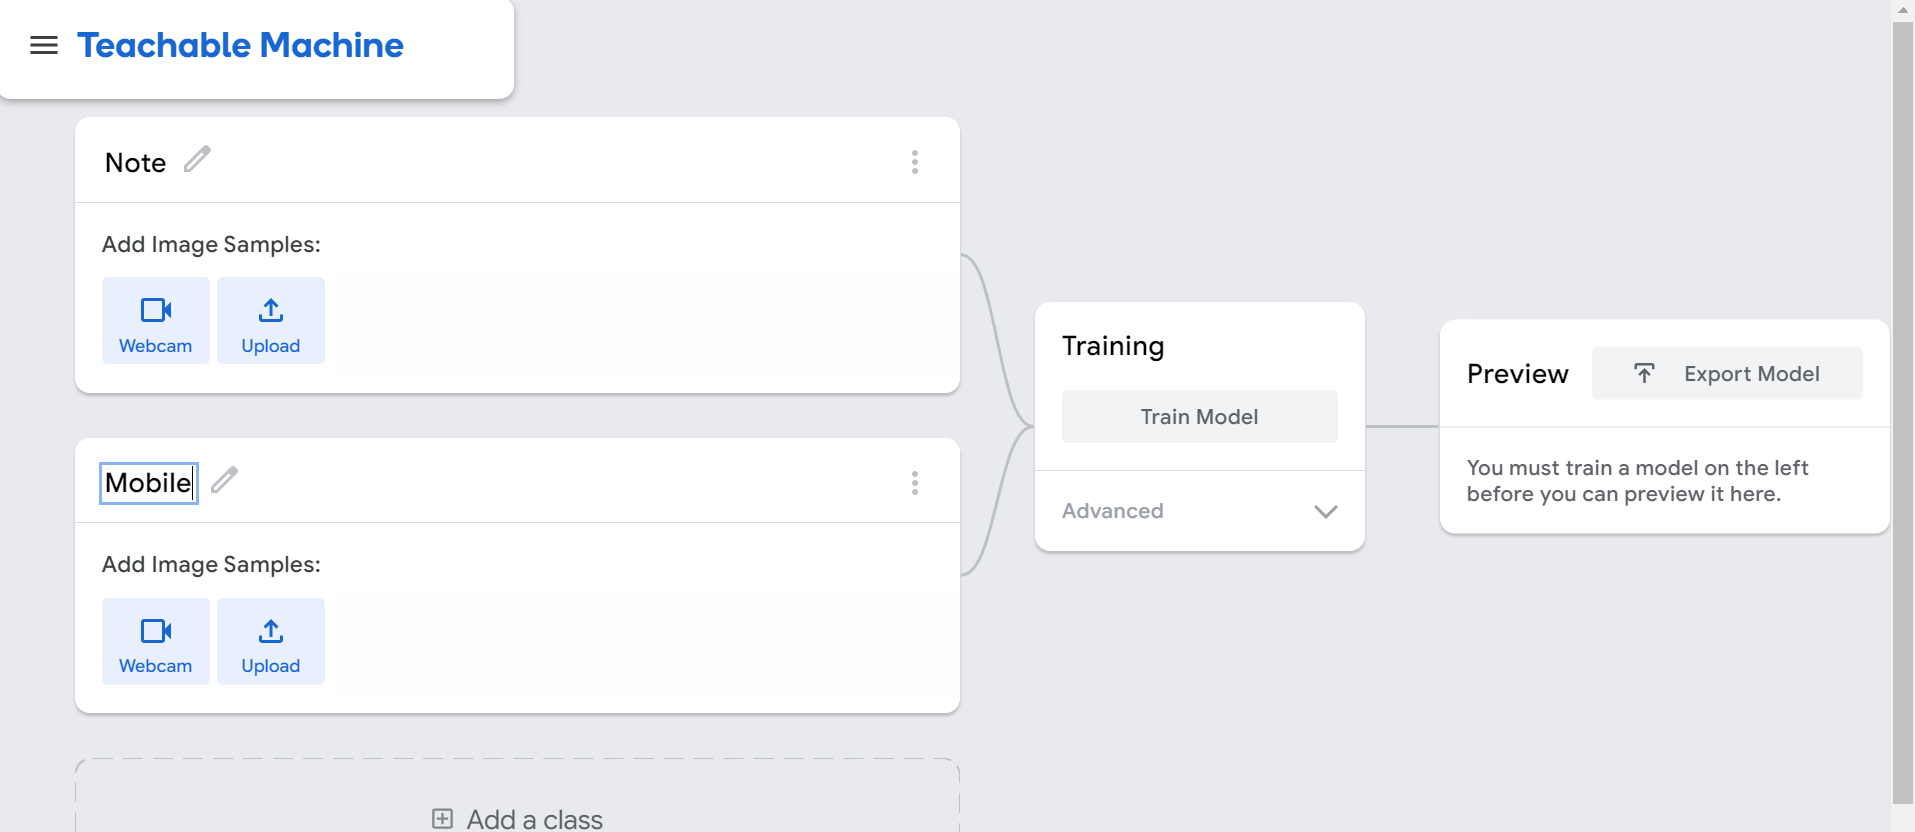 Teachable Machine
Note
Add Image Samples:
Webcam
Upload
Mobile
Add Image Samples:
Webcam
Upload
Add a class
Training
Train Model
Advanced
Preview
Export Model
You must train a model on the left
before you can preview it here.